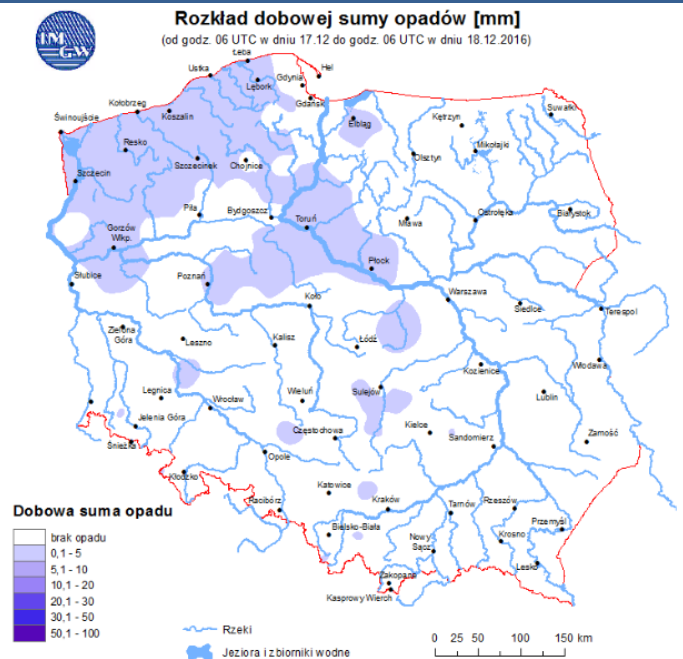 IM
GW
Rozkład dobowej sumy opadów [mm]
(od godz. 06 UTC w dniu 17.12 do godz. 06 UTC w dniu 18.12.2016)
Łeba
Hel
Ustka
Gdynia
Lębork
Gdańsk
Kołobrzeg
Koszalin
Suwałki
Świnoujście
Elbląg
Kętrzyn
Resko
Mikołajki
Szczecinek
Chojnice
Olsztyn
Szczecin
Piła
Bydgoszcz
Toruń
Mława
Ostrołęka
Białystok
Gorzów
Wlkp.
Płock
Słubice
Poznań
Koło
Warszawa
Siedlce
Terespol
Zielona
Góra
Leszno
Kalisz
Łódź
Kozienice
Włodawa
Legnica
Wrocław
Wieluń
Sulejów
Lublin
Jelenia Góra
Częstochowa
Kielce
Sandomierz
Zamość
Śnieżka
Opole
Kłodzko
Katowice
Racibórz
Kraków
Tarnów
Rzeszów
Przemyśl
Bielsko-Biała
Nowy
Sącz
Krosno
Lesko
Zakopane
Kasprowy Wierch
Dobowa suma opadu
brak opadu
0,1 - 5
5,1 - 10
10,1 - 20
20,1 - 30
30,1 - 50
50,1 - 100
Rzeki
Jeziora i zbiorniki wodne
0 25 50 100 150 km